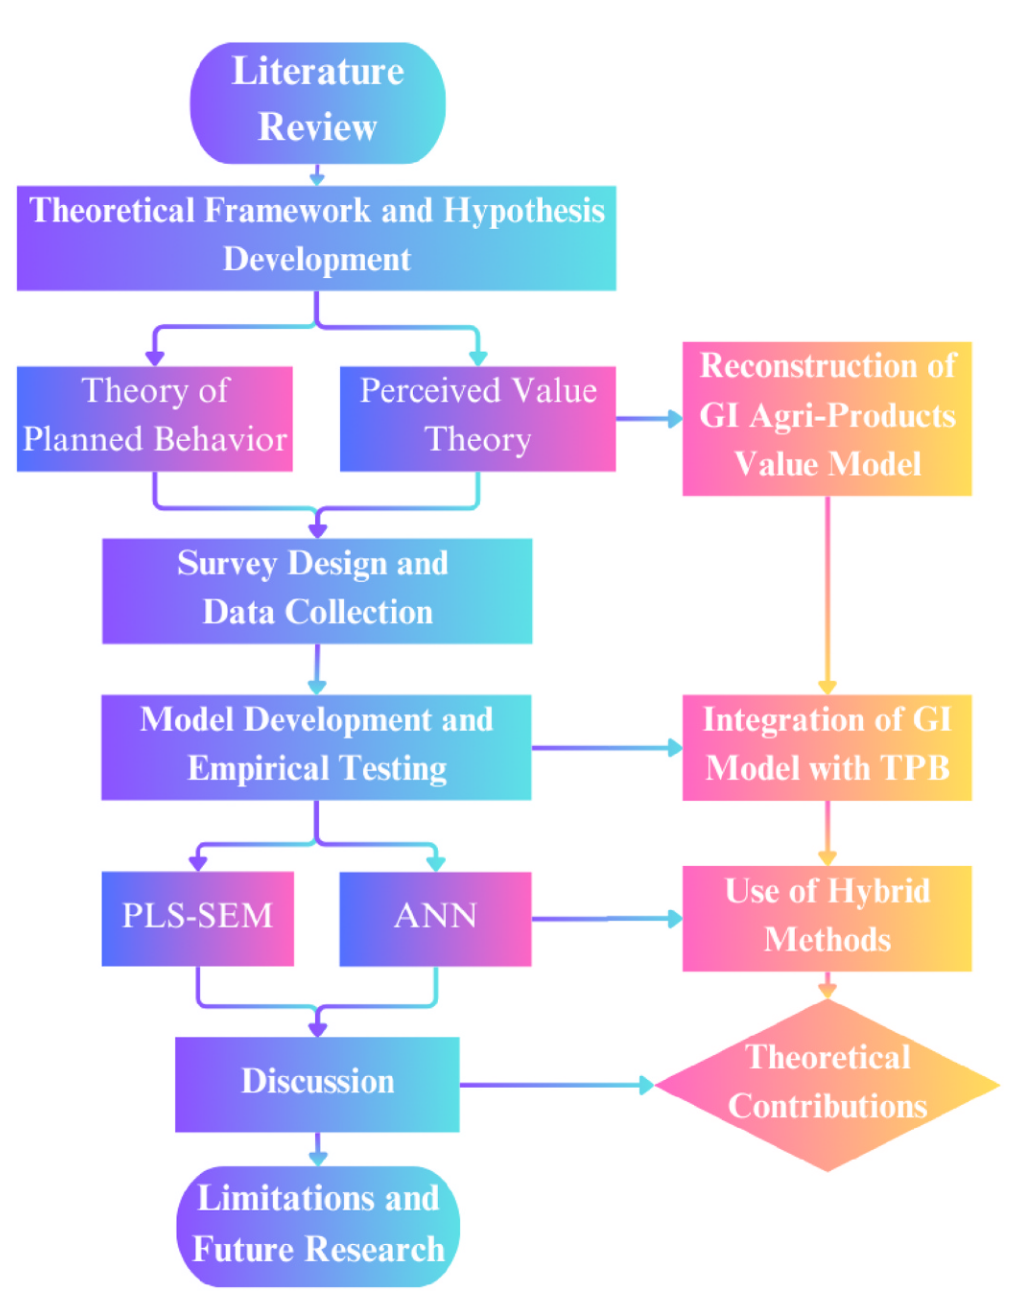 Literature
Review
Theoretical Framework and Hypothesis
Development
Theory of
Planned Behavior
Perceived Value
Theory
Reconstruction of
GI Agri-Products
Value Model
Survey Design and
Data Collection
Model Development and
Empirical Testing
Integration of GI
Model with TPB
PLS-SEM
ANN
Use of Hybrid
Methods
Discussion
Theoretical
Contributions
Limitations and
Future Research